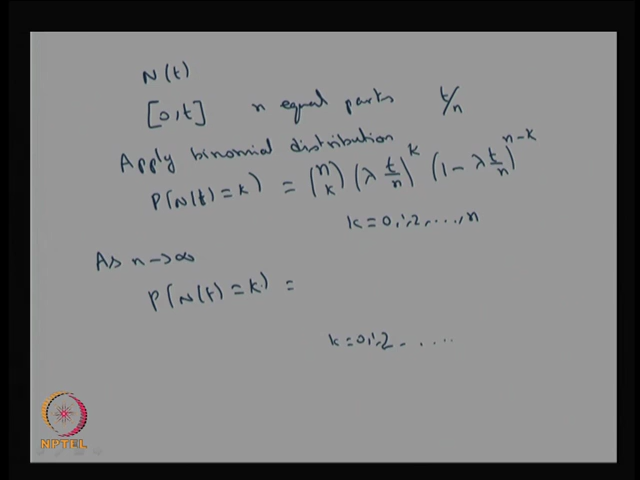 N(t)
[0,t] n equal parts t/n
Apply binomial distribution
P(N(t)=k) = (n k) (λ t/n)^k (1 - λ t/n)^{n-k}
k = 0,1,2,....,n
As n→∞
P(N(t)=k) =
k = 0,1,2 - . . . .
NPTEL